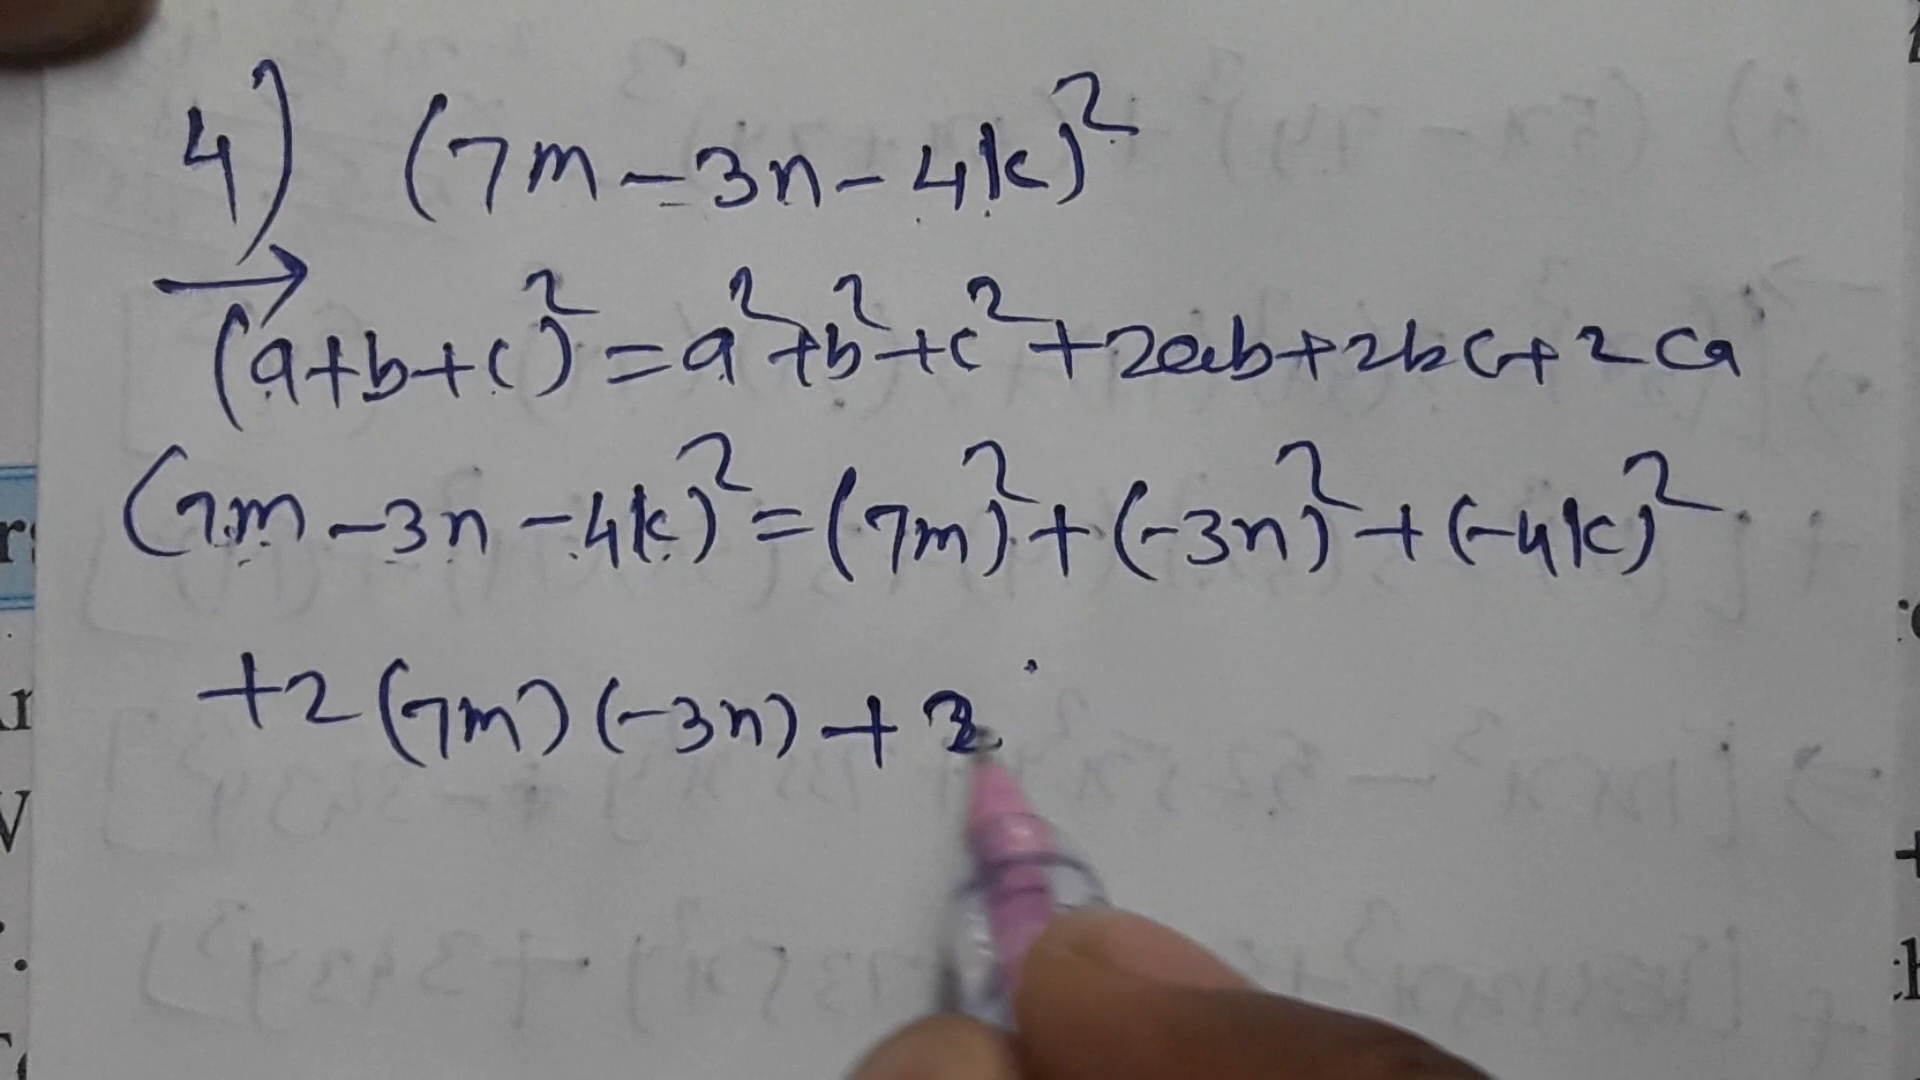 4) (7m-3n-4k)²
→
(a+b+c)²=a²+b²+c²+2ab+2bc+2ca
(7m-3n-4k)²=(7m)²+(-3n)²+(-4k)²
+2(7m)(-3n)+2